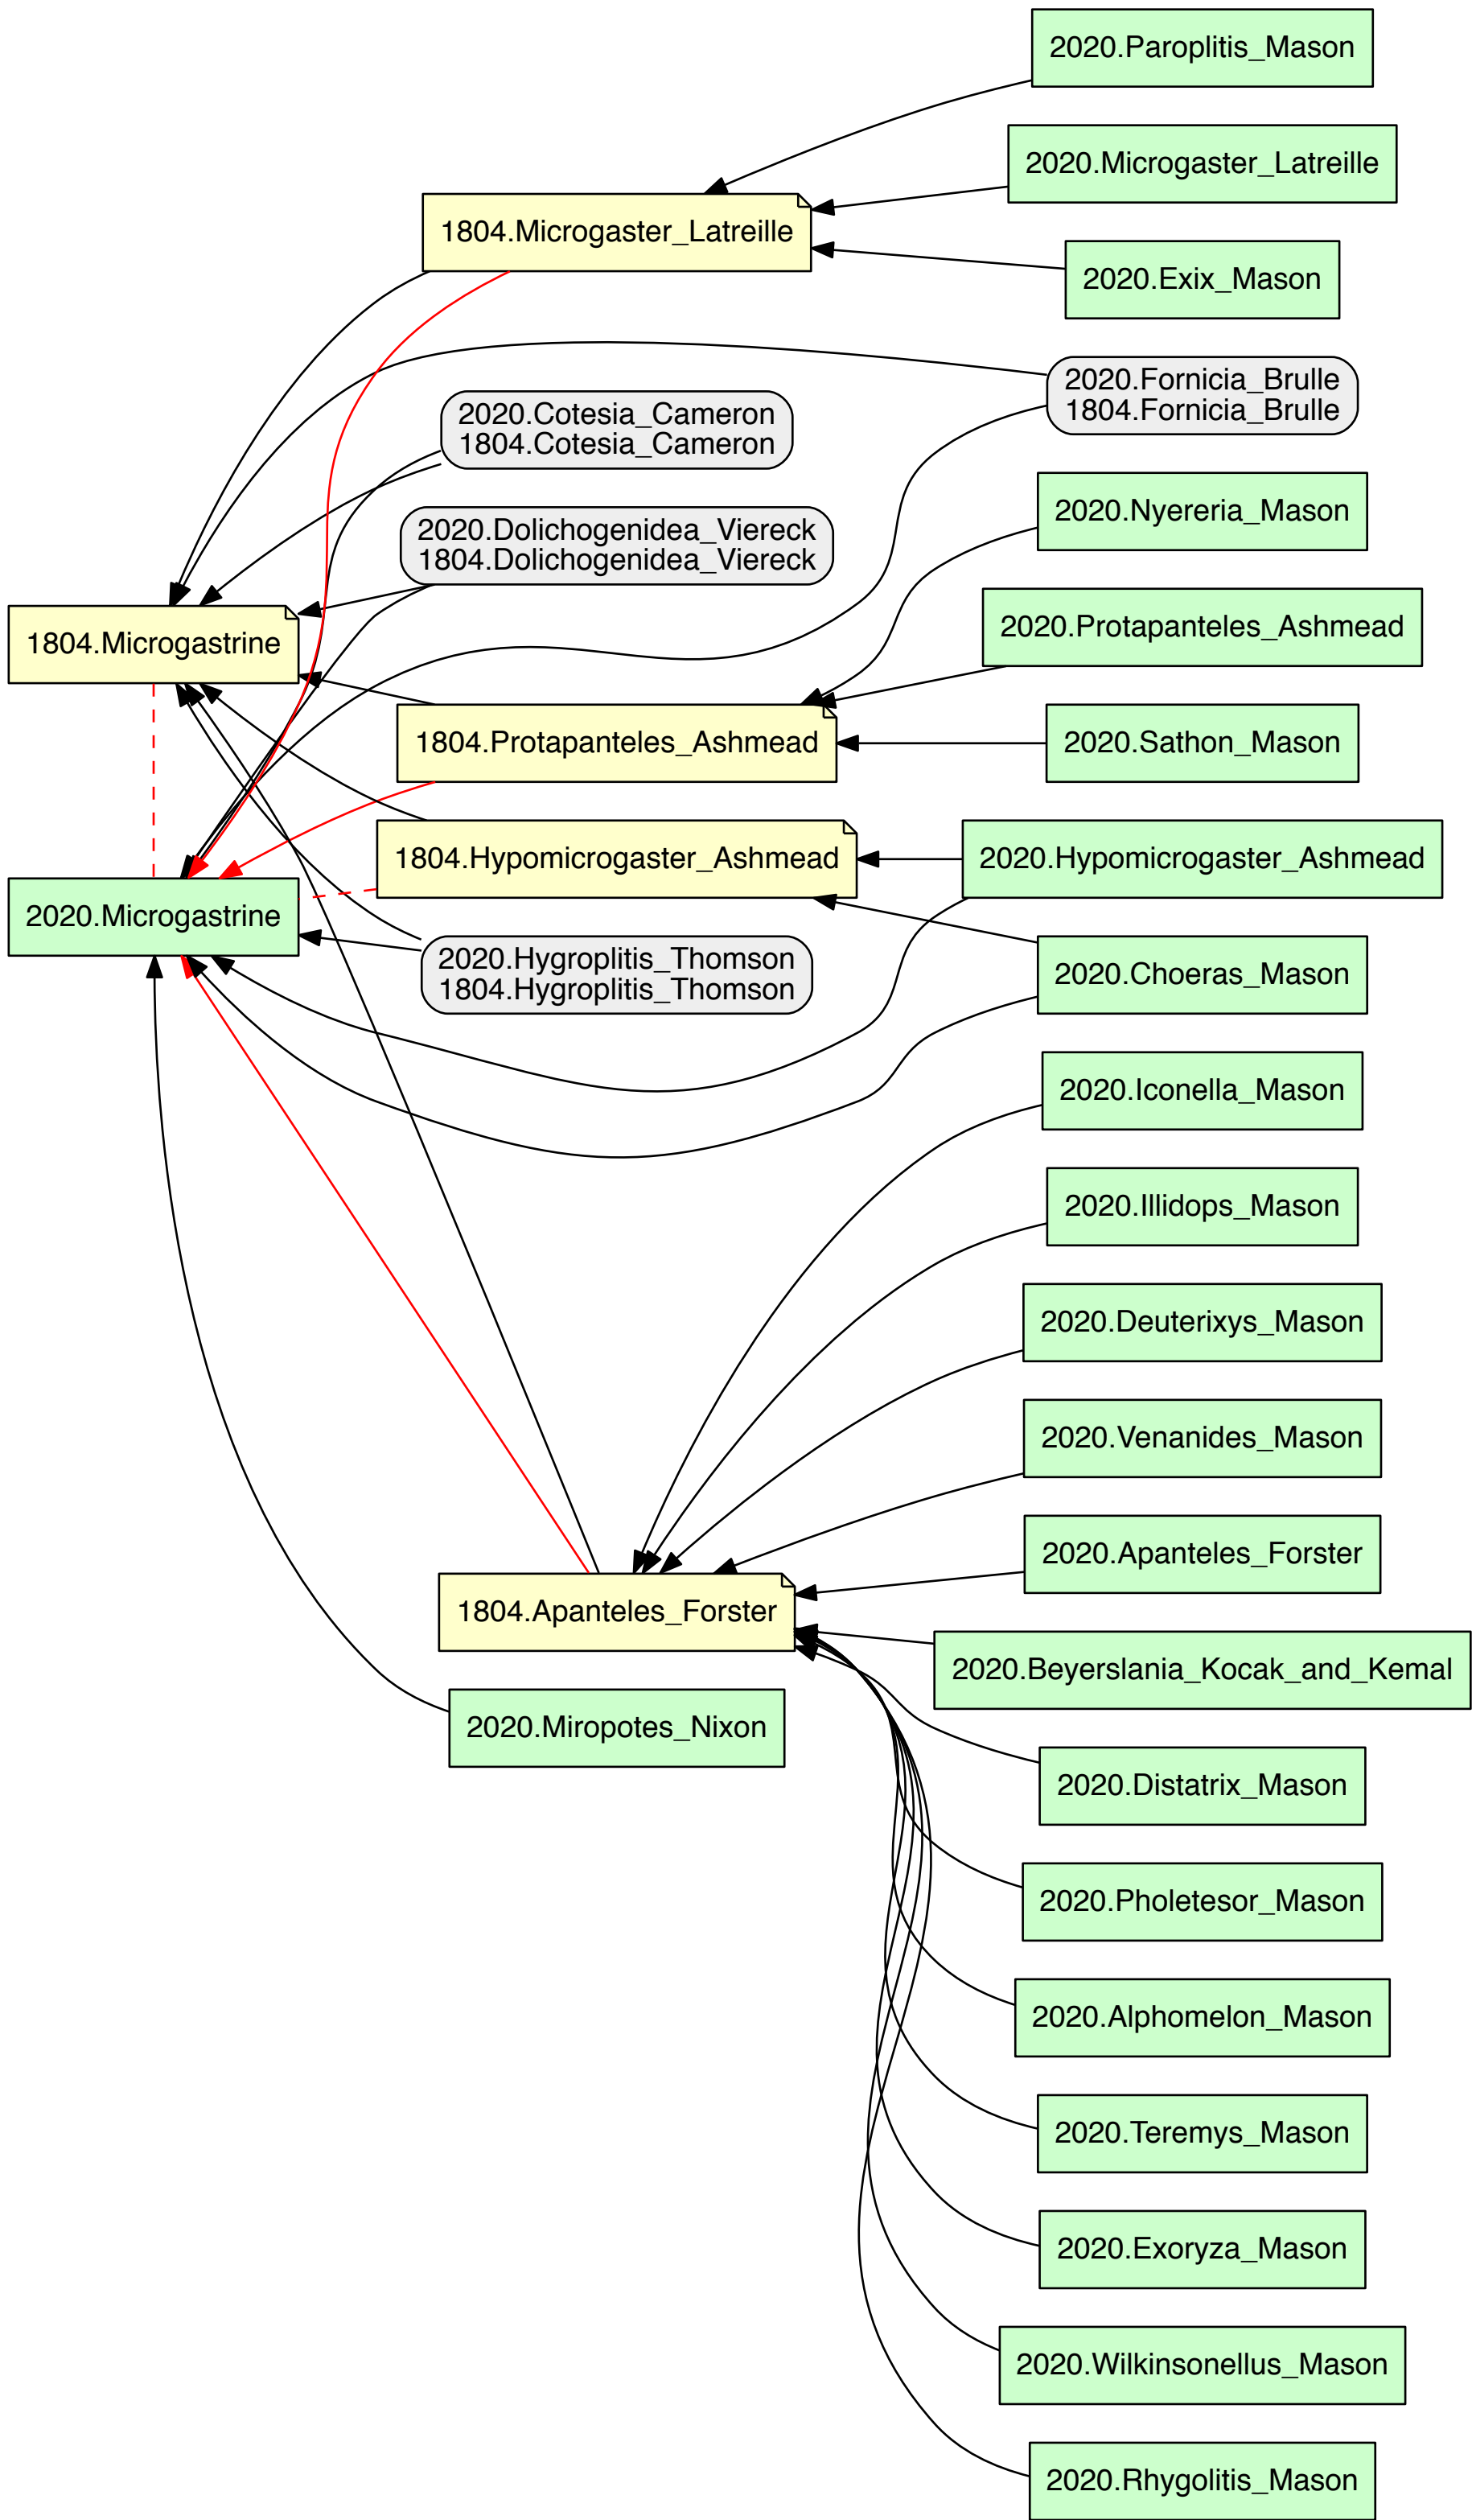 2020.Paroplitis_Mason
2020.Microgaster_Latreille
1804.Microgaster_Latreille
2020.Exix_Mason
2020.Fornicia_Brulle
1804.Fornicia_Brulle
2020.Cotesia_Cameron
1804.Cotesia_Cameron
2020.Nyereria_Mason
2020.Dolichogenidea_Viereck
1804.Dolichogenidea_Viereck
2020.Protapanteles_Ashmead
1804.Microgastrine
1804.Protapanteles_Ashmead
2020.Sathon_Mason
1804.Hypomicrogaster_Ashmead
2020.Hypomicrogaster_Ashmead
2020.Microgastrine
2020.Hygroplitis_Thomson
1804.Hygroplitis_Thomson
2020.Choeras_Mason
2020.Iconella_Mason
2020.Illidops_Mason
2020.Deuterixys_Mason
2020.Venanides_Mason
2020.Apanteles_Forster
1804.Apanteles_Forster
2020.Beyerslania_Kocak_and_Kemal
2020.Miropotes_Nixon
2020.Distatrix_Mason
2020.Pholetesor_Mason
2020.Alphomelon_Mason
2020.Teremys_Mason
2020.Exoryza_Mason
2020.Wilkinsonellus_Mason
2020.Rhygolitis_Mason